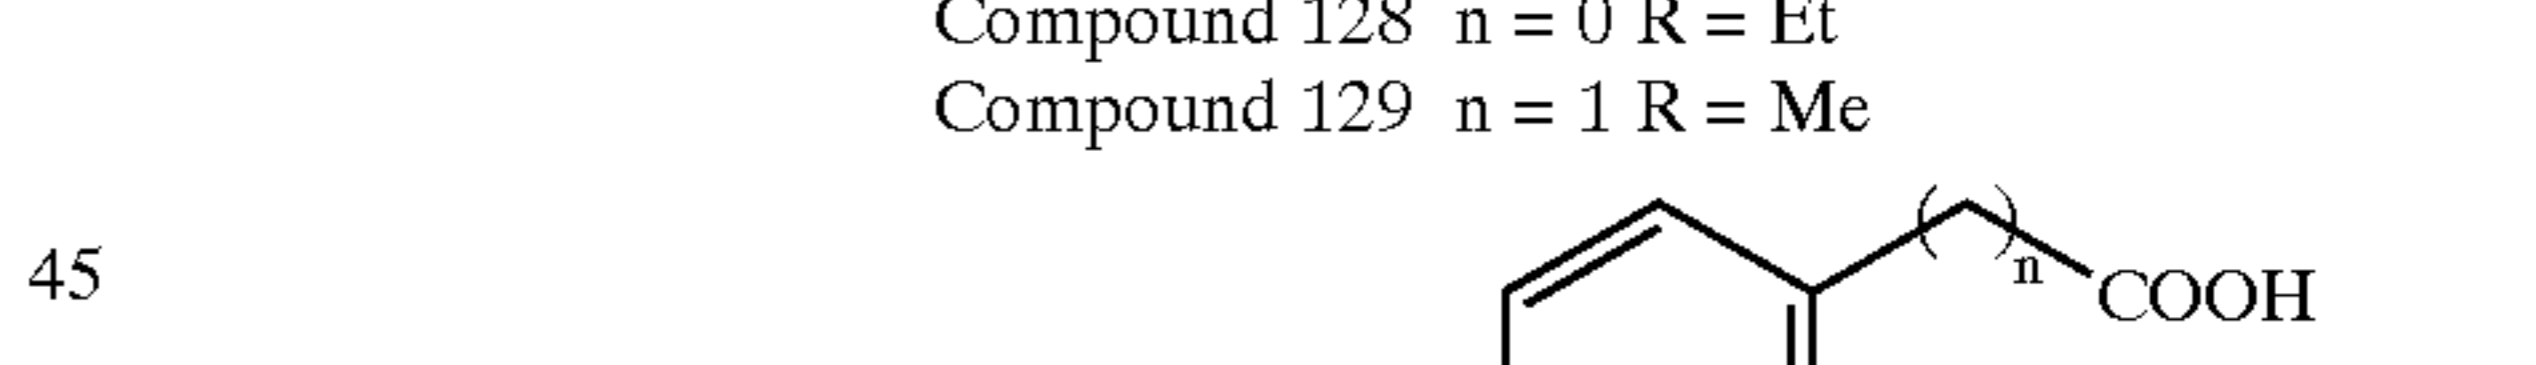 Compound 128 n = 0 R = Et
Compound 129 n = 1 R = Me
( ) n
45 COOH